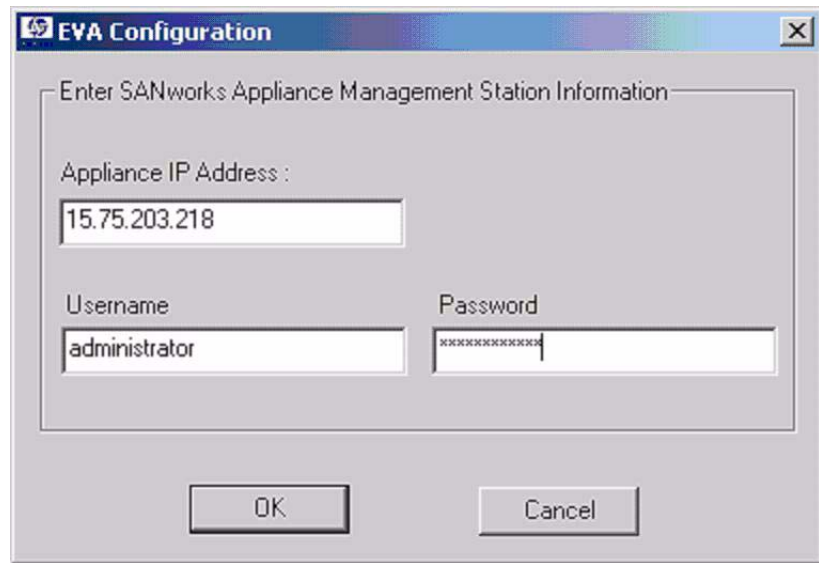 EVA Configuration
Enter SANworks Appliance Management Station Information
Appliance IP Address :
15.75.203.218
Username
Password
administrator
************
OK
Cancel